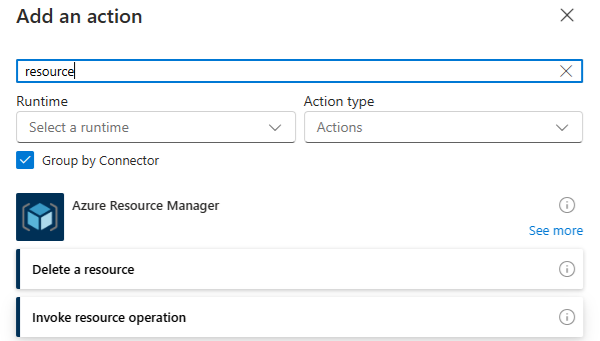 Add an action
resource
Runtime
Action type
Select a runtime
Actions
Group by Connector
Azure Resource Manager
See more
Delete a resource
Invoke resource operation